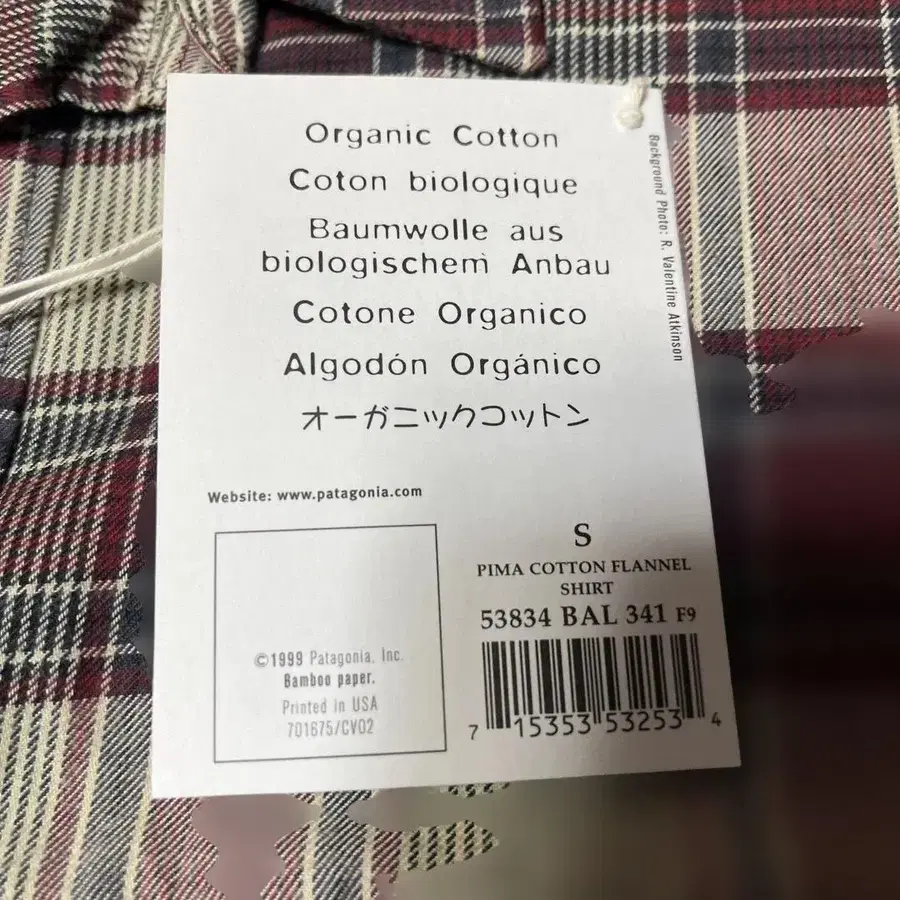 Organic Cotton
Coton biologique
Baumwolle aus
biologischem Anbau
Cotone Organico
Algodón Orgánico
オーガニックコットン
Background Photo: R. Valentine Atkinson
Website: www.patagonia.com
©1999 Patagonia, Inc.
Bamboo paper.
Printed in USA
701675/CV02
S
PIMA COTTON FLANNEL
SHIRT
53834 BAL 341 F9
7 15353 53253 4